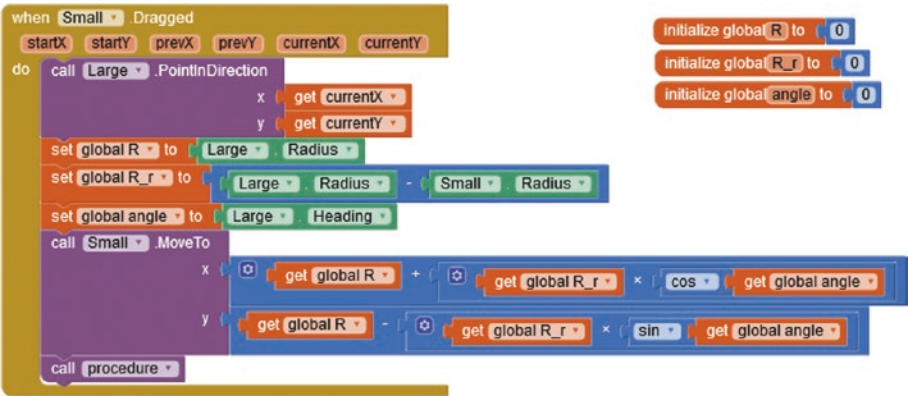 when Small .Dragged
startX startY prevX prevY currentX currentY
do call Large .PointInDirection
x get currentX
y get currentY
set global R to Large . Radius
set global R_r to Large . Radius - Small . Radius
set global angle to Large . Heading
call Small .MoveTo
x get global R + get global R_r × cos get global angle
y get global R - get global R_r × sin get global angle
call procedure
initialize global R to 0
initialize global R_r to 0
initialize global angle to 0